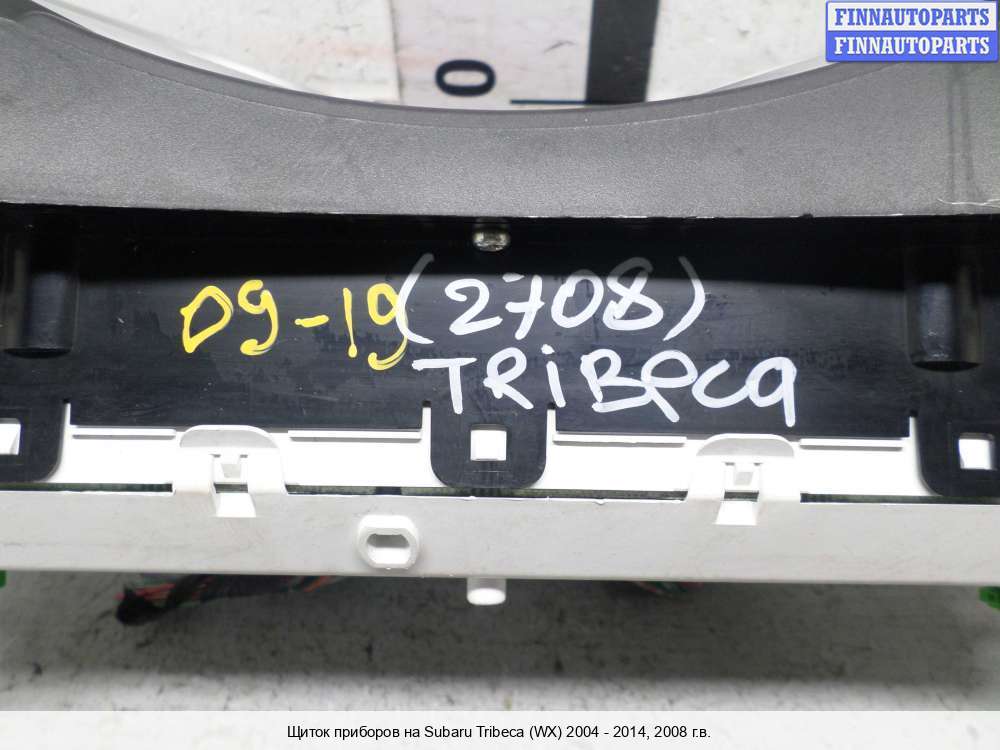 FINNAUTOPARTS
FINNAUTOPARTS
0
09-19(2708)
TRiBeca
Щиток приборов на Subaru Tribeca (WX) 2004 - 2014, 2008 г.в.